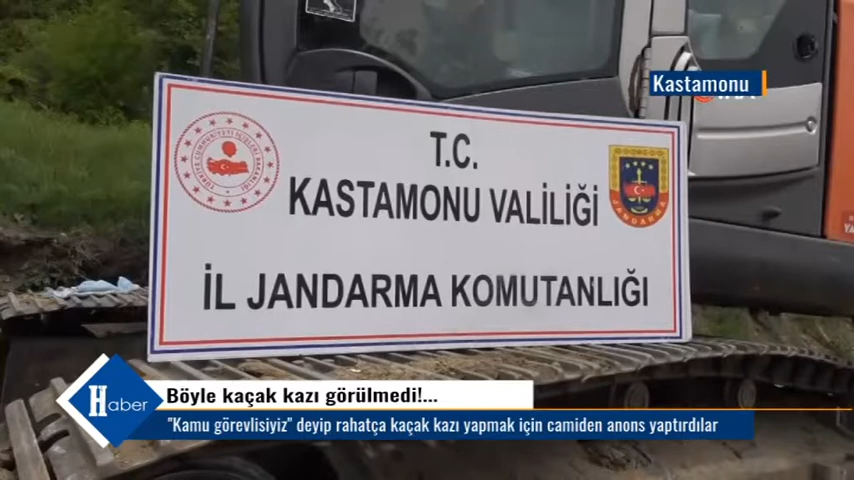 Kastamonu
T.C.
KASTAMONU VALİLİĞİ
İL JANDARMA KOMUTANLIĞI
JANDARMA
Haber
Böyle kaçak kazı görülmedi!...
"Kamu görevlisiyiz" deyip rahatça kaçak kazı yapmak için camiden anons yaptırdılar